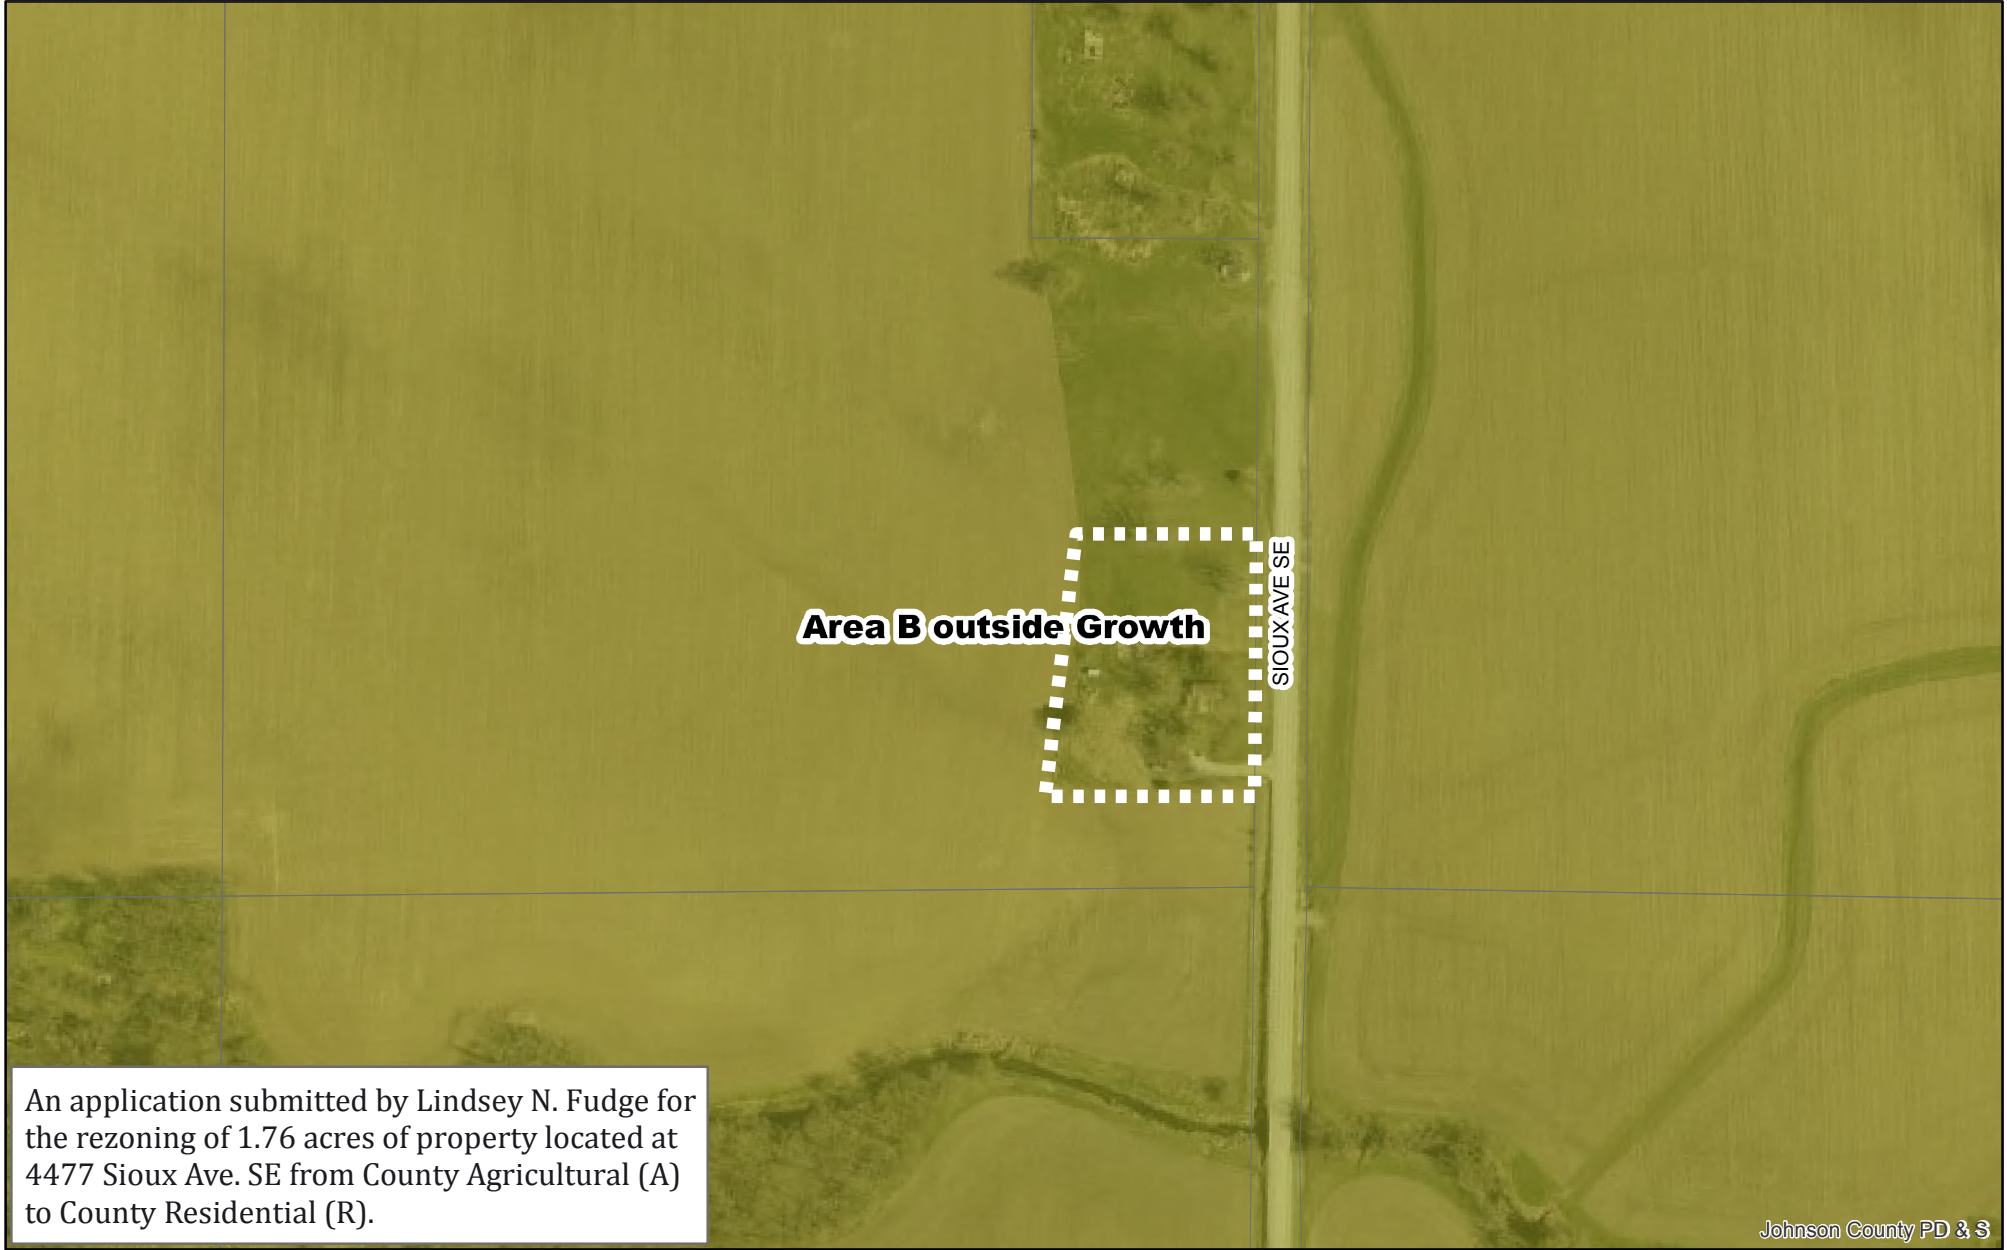 Area B outside Growth
SIOUX AVE SE
An application submitted by Lindsey N. Fudge for
the rezoning of 1.76 acres of property located at
4477 Sioux Ave. SE from County Agricultural (A)
to County Residential (R).
Johnson County PD & S